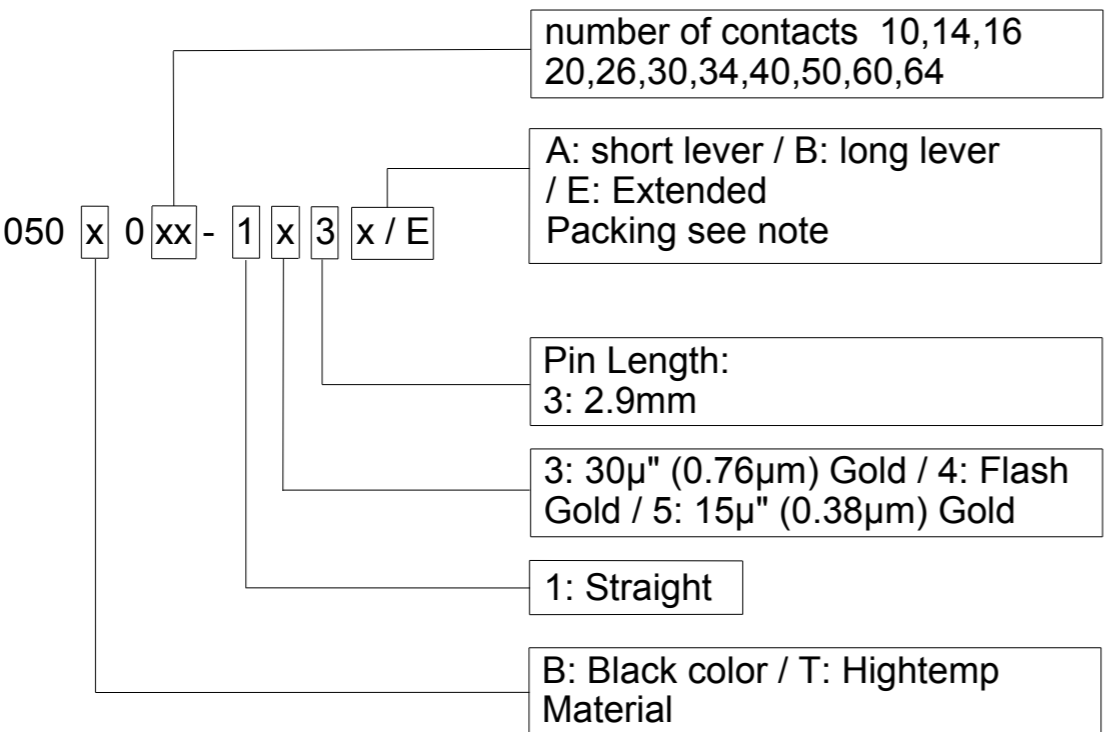 number of contacts  10,14,16
20,26,30,34,40,50,60,64
A: short lever / B: long lever
/ E: Extended
Packing see note
050 x 0 xx - 1 x 3 x / E
Pin Length:
3: 2.9mm
3: 30µ" (0.76µm) Gold / 4: Flash
Gold / 5: 15µ" (0.38µm) Gold
1: Straight
B: Black color / T: Hightemp
Material